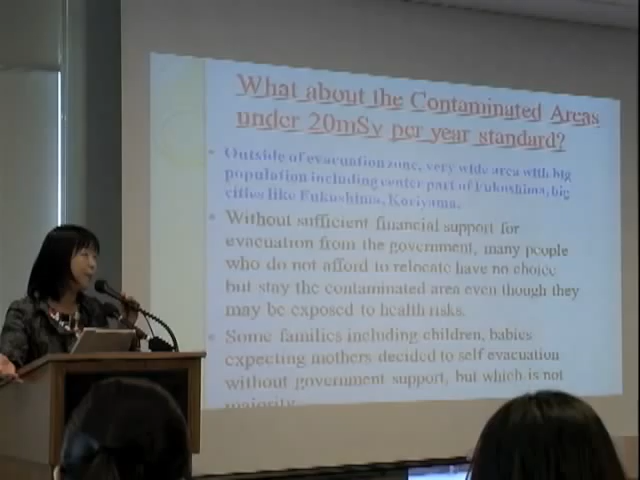 What about the Contaminated Areas
under 20mSv per year standard?
• Outside of evacuation zone, very wide area with big
population including center part of Fukushima, big
cities like Fukushima, Koriyama.
• Without sufficient financial support for
evacuation from the government, many people
who do not afford to relocate have no choice
but stay the contaminated area even though they
may be exposed to health risks.
• Some families including children, babies
expecting mothers decided to self evacuation
without government support, but which is not
majority.